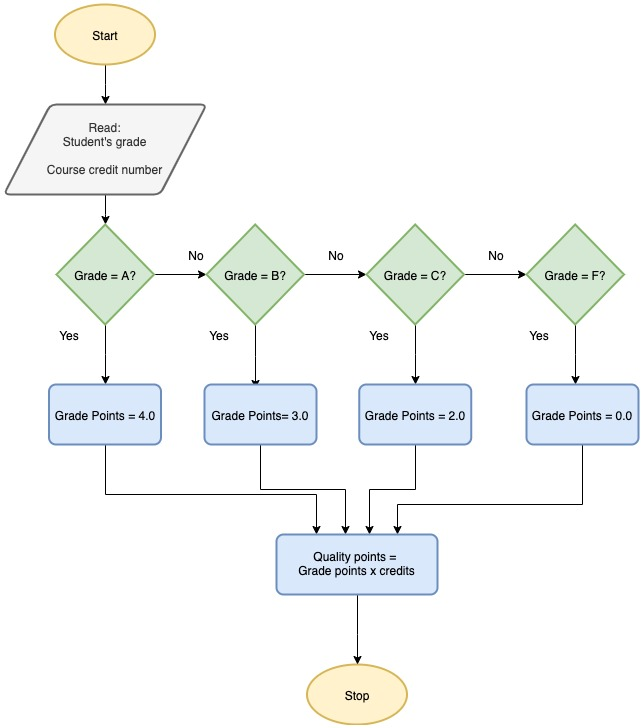 Start
Read:
Student's grade
Course credit number
Grade = A?
No
Grade = B?
No
Grade = C?
No
Grade = F?
Yes
Yes
Yes
Yes
Grade Points = 4.0
Grade Points= 3.0
Grade Points = 2.0
Grade Points = 0.0
Quality points =
Grade points x credits
Stop